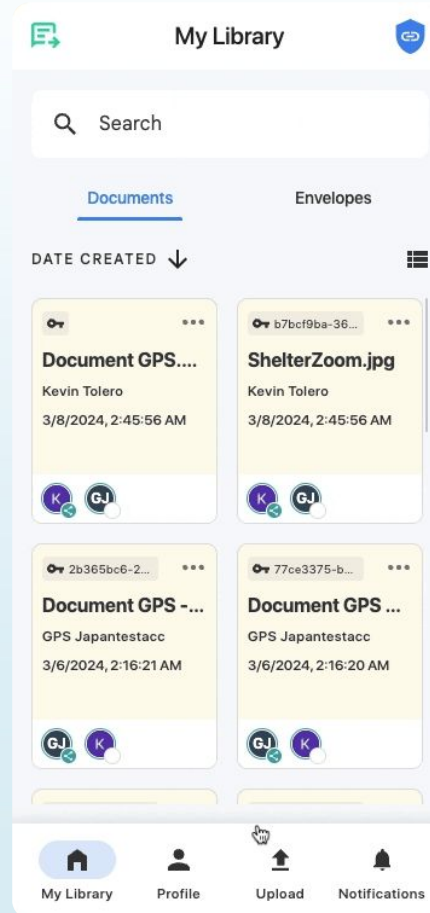 My Library
Search
Documents
Envelopes
DATE CREATED
Document GPS....
Kevin Tolero
3/8/2024, 2:45:56 AM
K
GJ
b7bcf9ba-36...
ShelterZoom.jpg
Kevin Tolero
3/8/2024, 2:45:56 AM
K
GJ
2b365bc6-2...
Document GPS -...
GPS Japantestacc
3/6/2024, 2:16:21 AM
GJ
K
77ce3375-b...
Document GPS ...
GPS Japantestacc
3/6/2024, 2:16:20 AM
GJ
K
My Library
Profile
Upload
Notifications